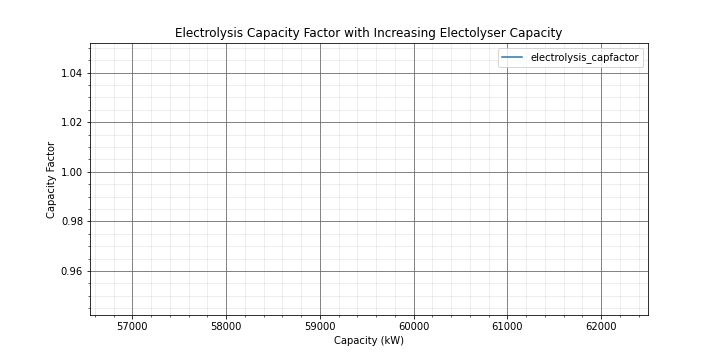 Electrolysis Capacity Factor with Increasing Electolyser Capacity
electrolysis_capfactor
1.04
1.02
1.00
0.98
0.96
Capacity Factor
57000
58000
59000
60000
61000
62000
Capacity (kW)